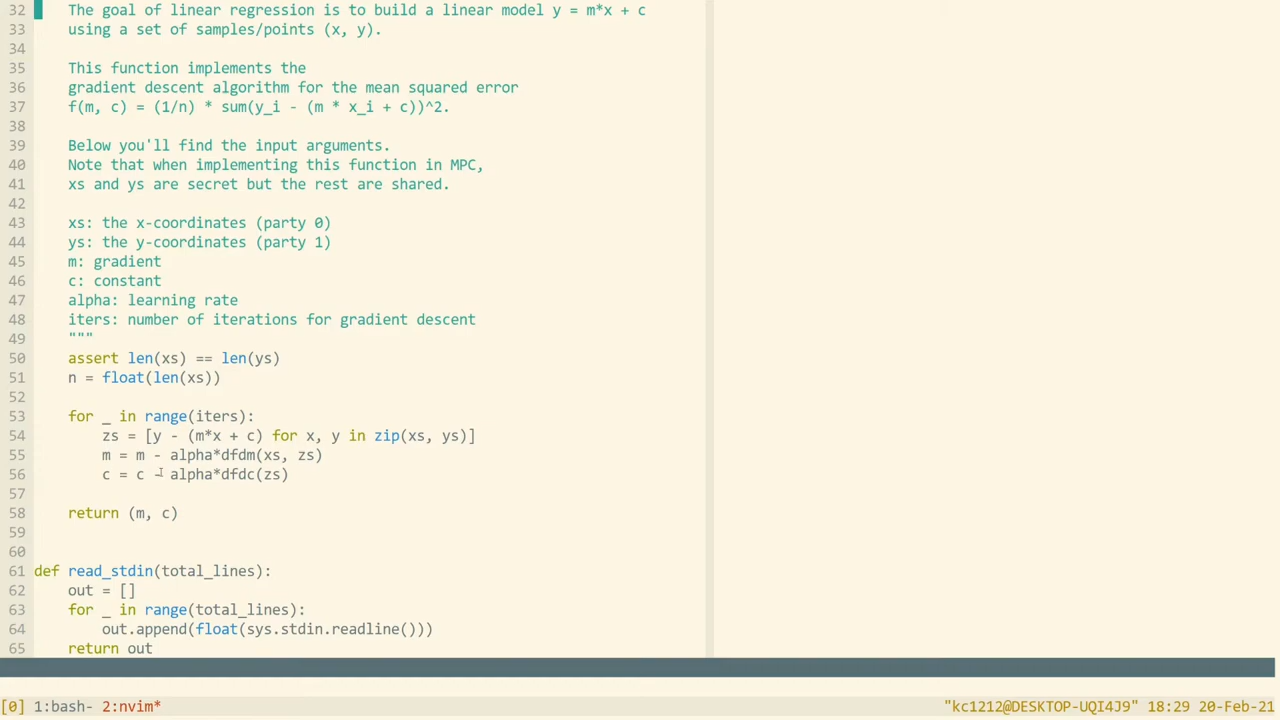 32 The goal of linear regression is to build a linear model y = m*x + c
33 using a set of samples/points (x, y).
34
35 This function implements the
36 gradient descent algorithm for the mean squared error
37 f(m, c) = (1/n) * sum(y_i - (m * x_i + c))^2.
38
39 Below you'll find the input arguments.
40 Note that when implementing this function in MPC,
41 xs and ys are secret but the rest are shared.
42
43 xs: the x-coordinates (party 0)
44 ys: the y-coordinates (party 1)
45 m: gradient
46 c: constant
47 alpha: learning rate
48 iters: number of iterations for gradient descent
49 """
50 assert len(xs) == len(ys)
51 n = float(len(xs))
52
53 for _ in range(iters):
54 zs = [y - (m*x + c) for x, y in zip(xs, ys)]
55 m = m - alpha*dfdm(xs, zs)
56 c = c - alpha*dfdc(zs)
57
58 return (m, c)
59
60
61 def read_stdin(total_lines):
62 out = []
63 for _ in range(total_lines):
64 out.append(float(sys.stdin.readline()))
65 return out
[0] 1:bash- 2:nvim* "kc1212@DESKTOP-UQI4J9" 18:29 20-Feb-21